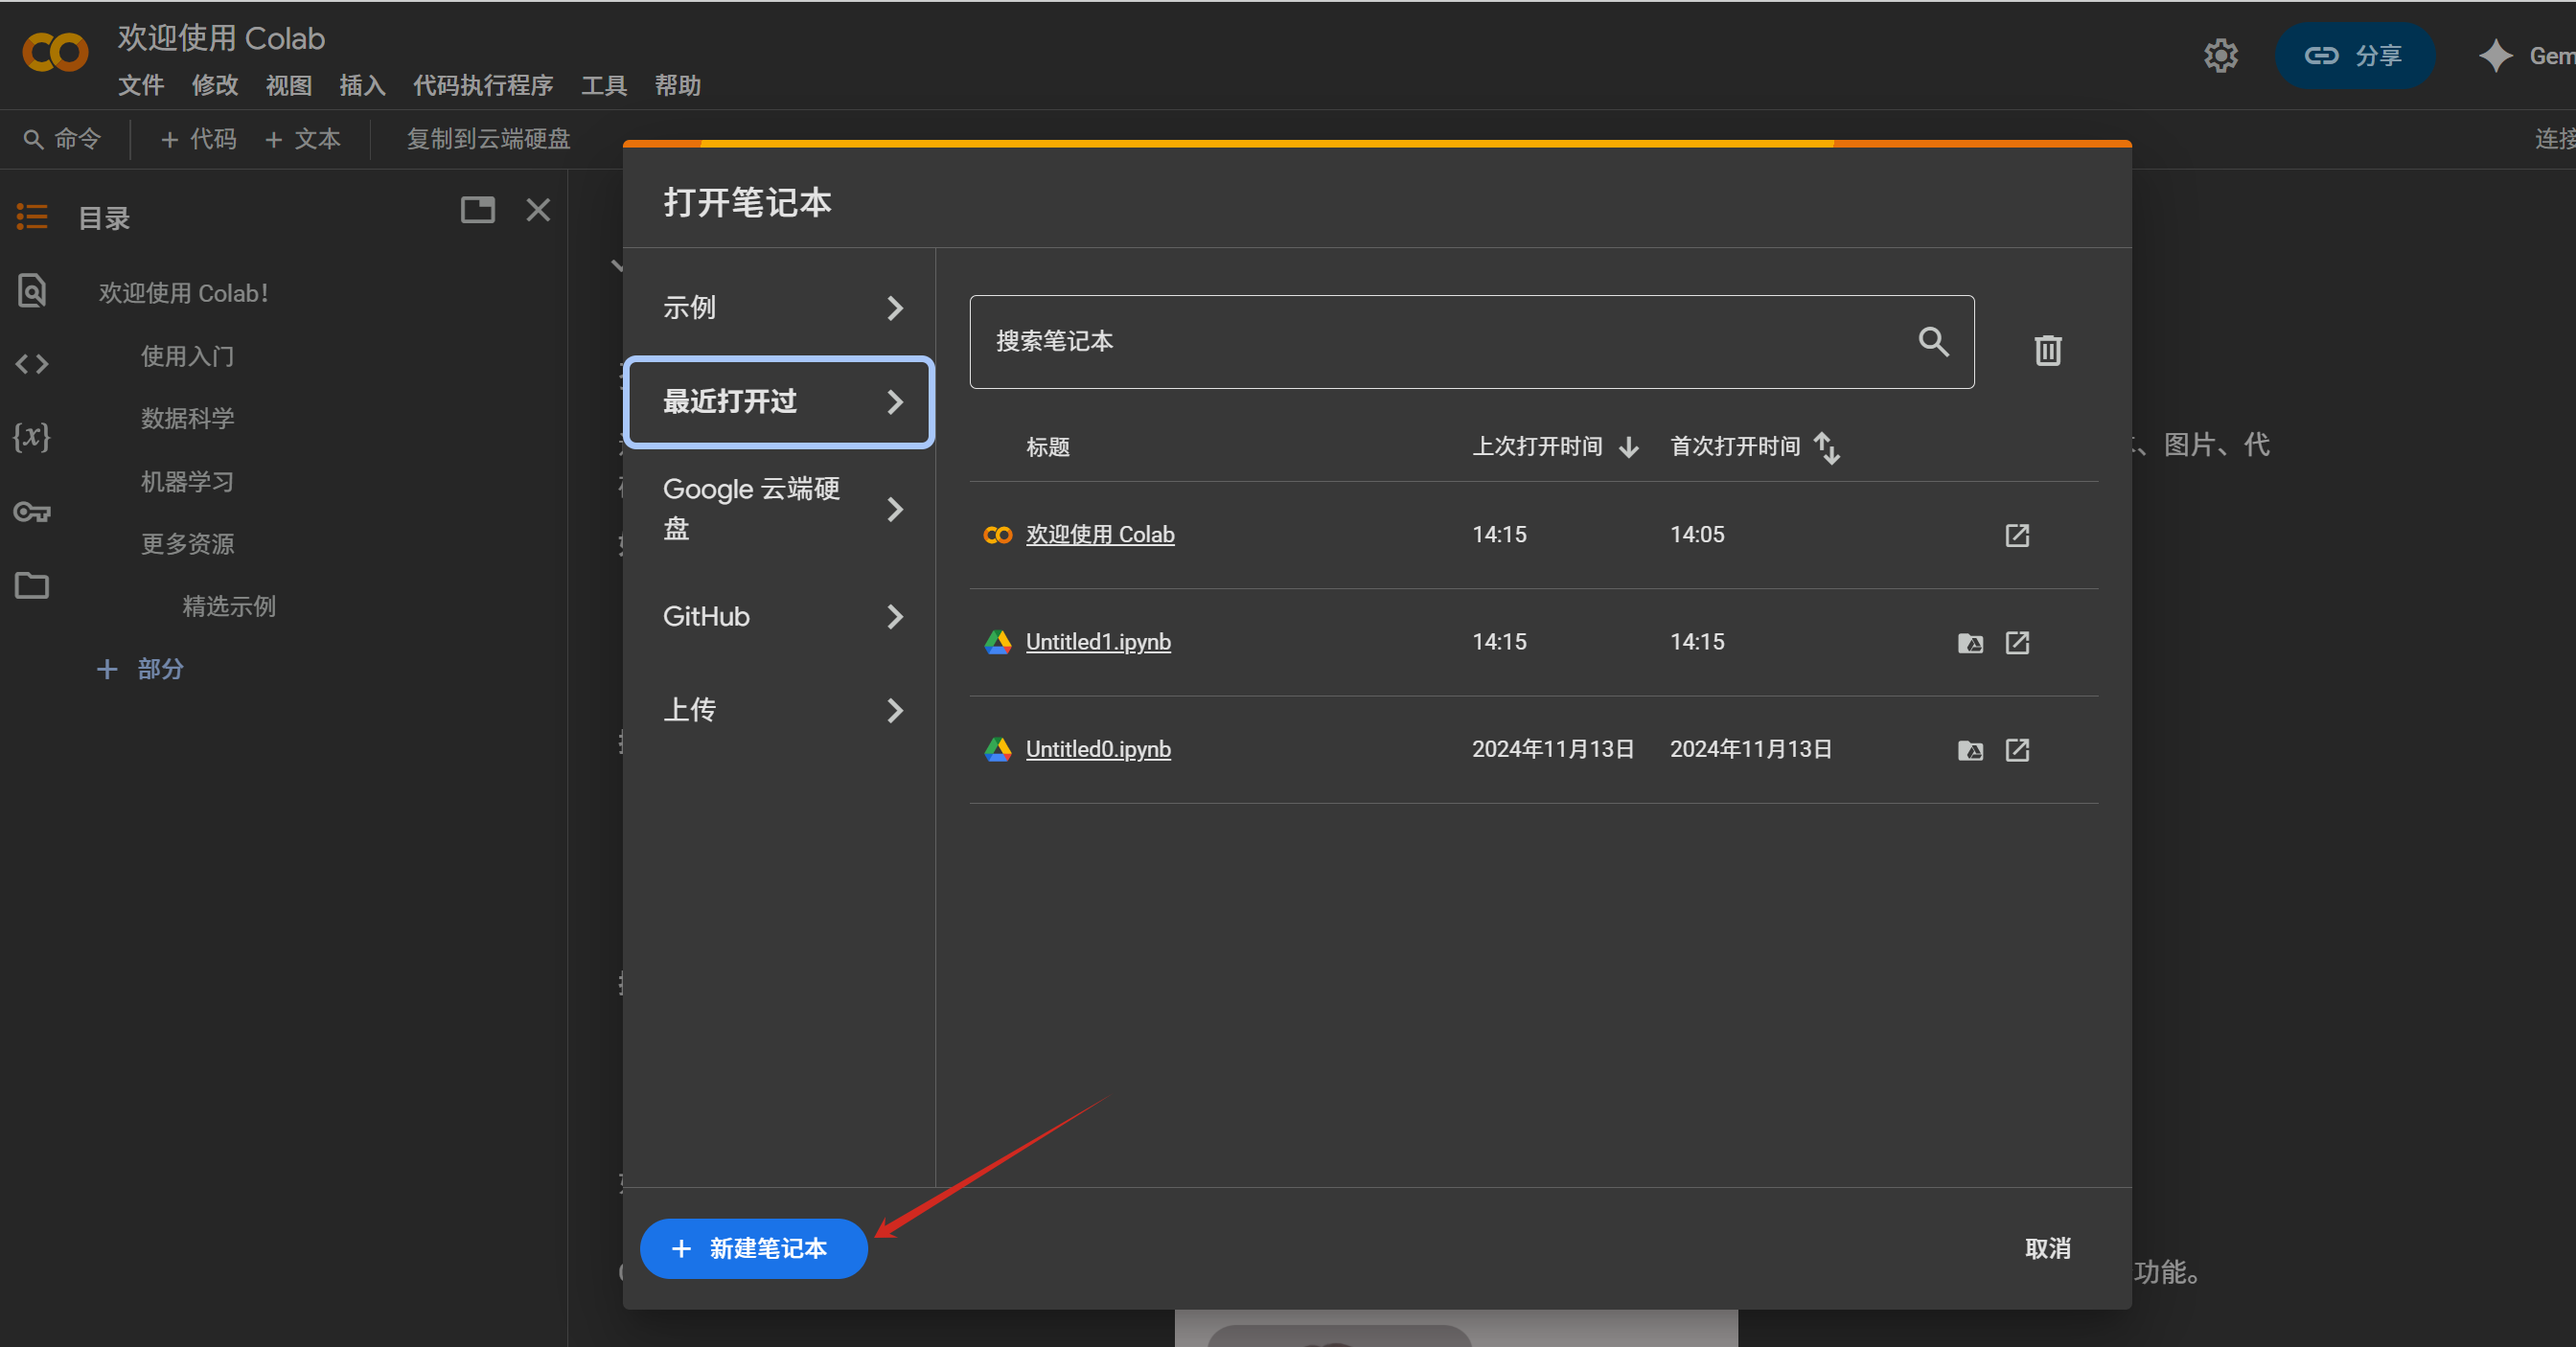 欢迎使用 Colab
文件 修改 视图 插入 代码执行程序 工具 帮助
分享
命令 + 代码 + 文本 复制到云端硬盘
目录
欢迎使用 Colab！
使用入门
数据科学
机器学习
更多资源
精选示例
+ 部分
打开笔记本
示例
最近打开过
Google 云端硬
盘
GitHub
上传
搜索笔记本
标题 上次打开时间 首次打开时间
欢迎使用 Colab 14:15 14:05
Untitled1.ipynb 14:15 14:15
Untitled0.ipynb 2024年11月13日 2024年11月13日
、图片、代
+ 新建笔记本
取消
功能。